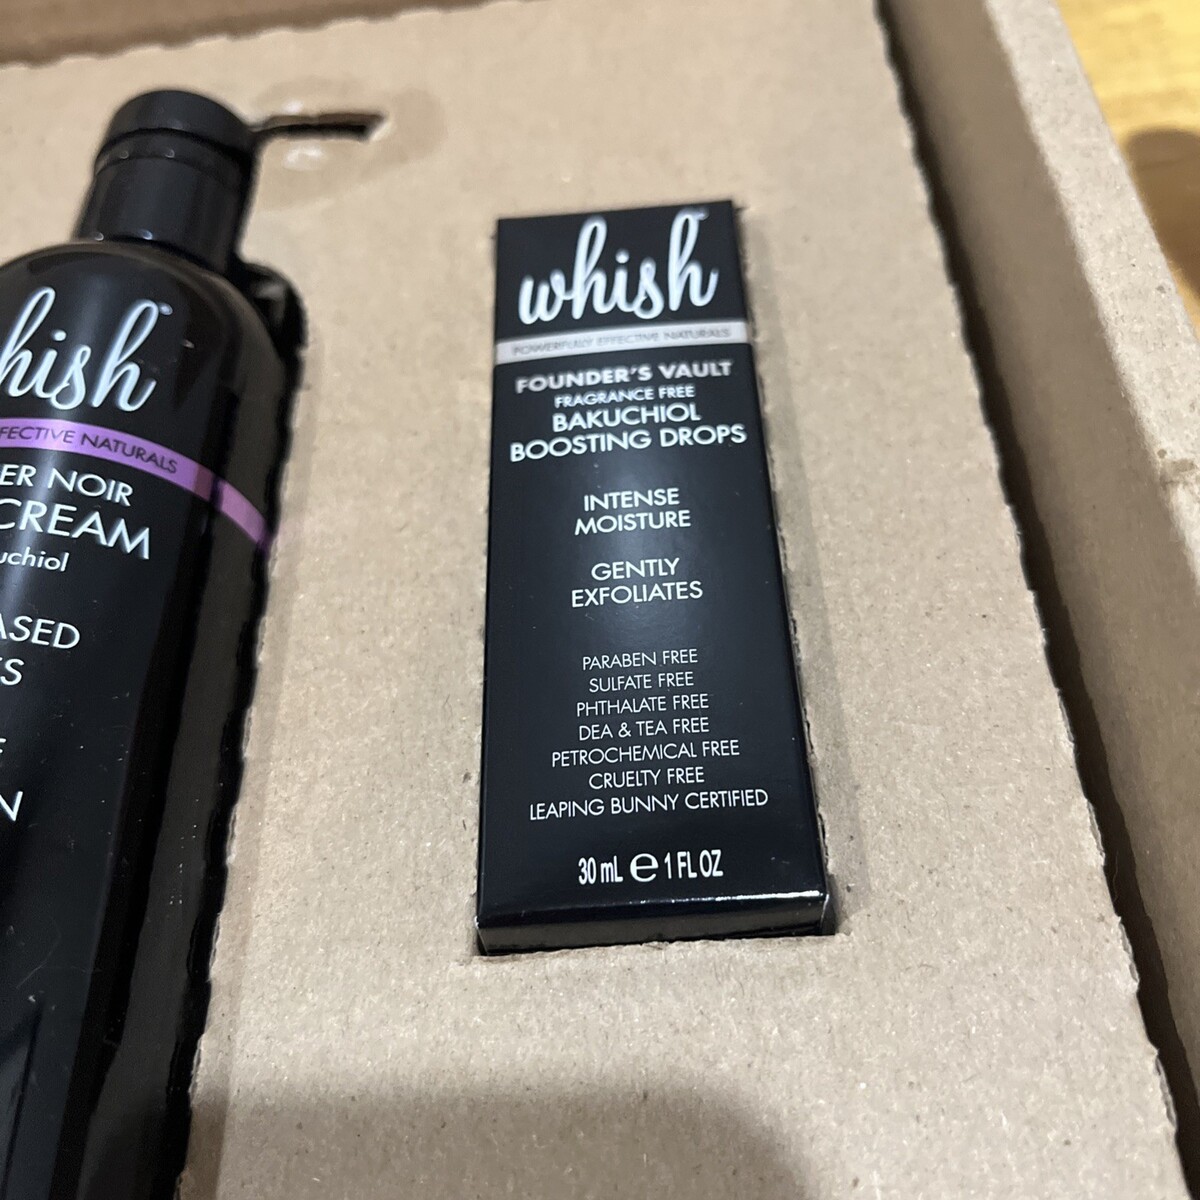 hish
FECTIVE NATURALS
ER NOIR
CREAM
uchiol
ASED
S
N
whish
POWERFULLY EFFECTIVE NATURALS
FOUNDER'S VAULT
FRAGRANCE FREE
BAKUCHIOL
BOOSTING DROPS
INTENSE
MOISTURE
GENTLY
EXFOLIATES
PARABEN FREE
SULFATE FREE
PHTHALATE FREE
DEA & TEA FREE
PETROCHEMICAL FREE
CRUELTY FREE
LEAPING BUNNY CERTIFIED
30 mL e 1 FL OZ